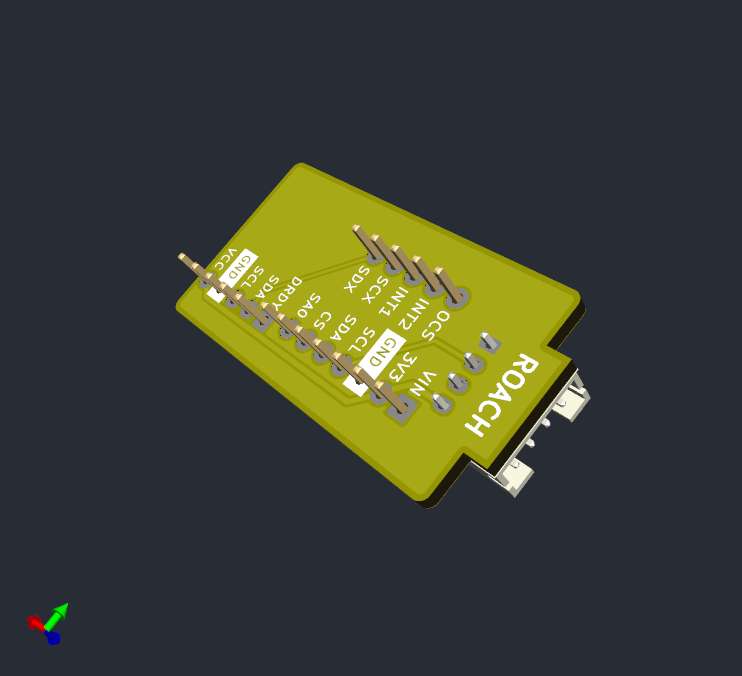 VCC
GND
SCL
SDA
DRDY
SA0
CS
SDA
SCL
GND
3V3
VIN
SDX
SCX
INT1
INT2
OCS
ROACH